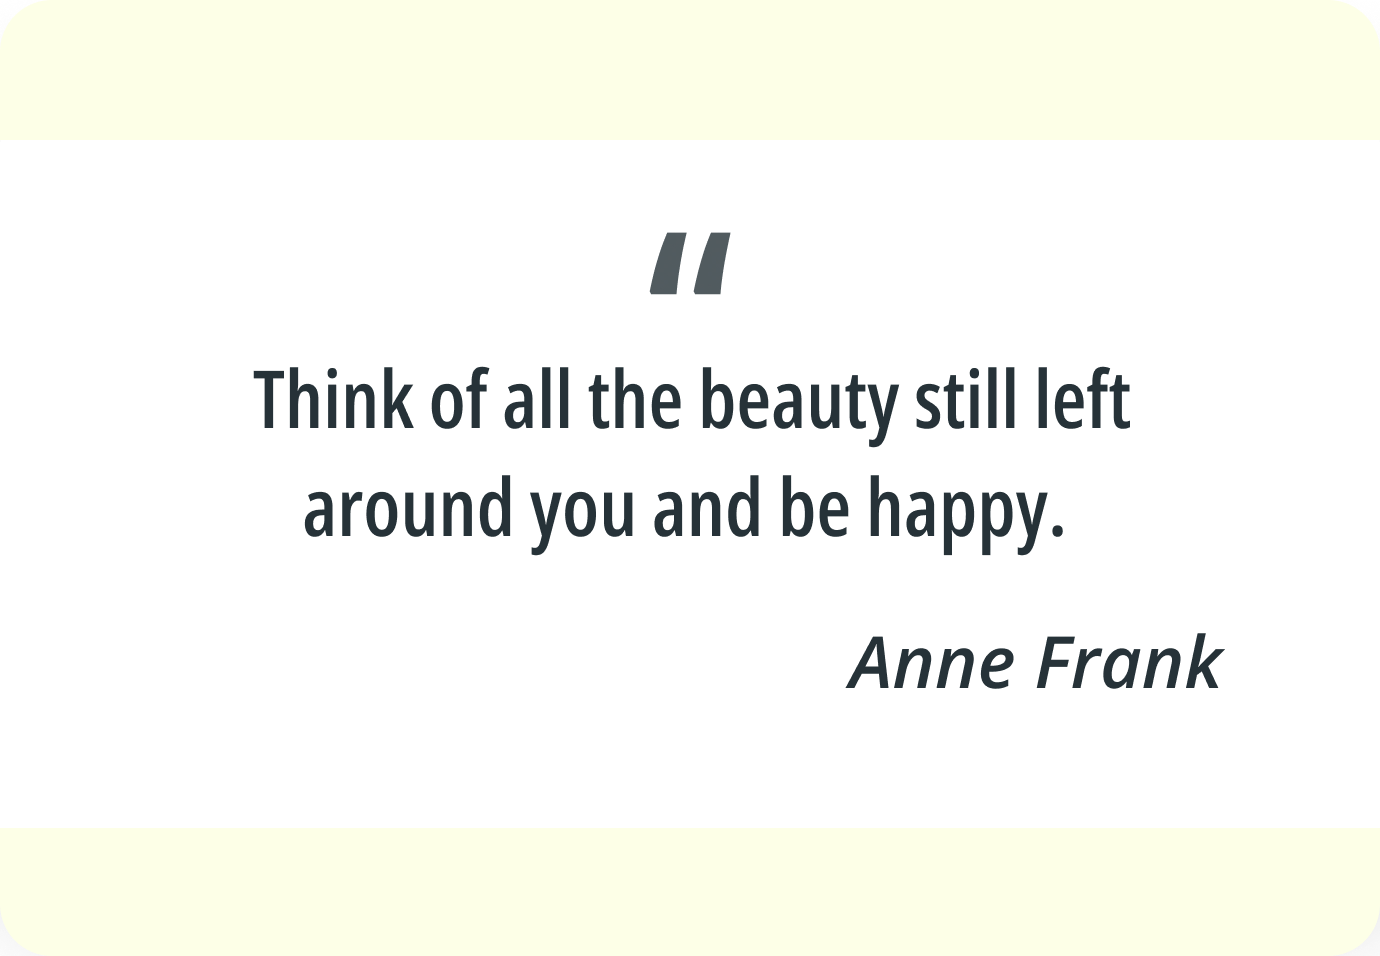 “
Think of all the beauty still left
around you and be happy.
Anne Frank